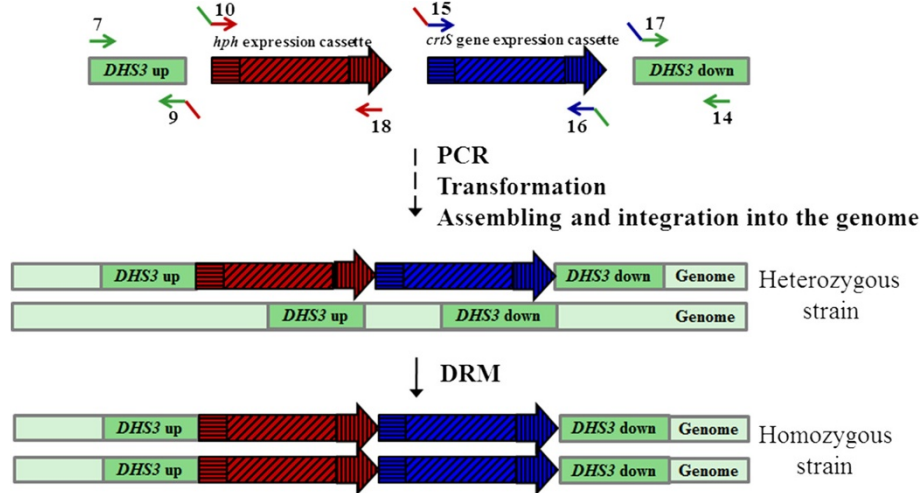 7
10
15
17
hph expression cassette
crtS gene expression cassette
DHS3 up
DHS3 down
9
18
16
14
PCR
Transformation
Assembling and integration into the genome
DHS3 up
DHS3 down
Genome
Heterozygous
strain
DHS3 up
DHS3 down
Genome
DRM
DHS3 up
DHS3 down
Genome
Homozygous
strain
DHS3 up
DHS3 down
Genome